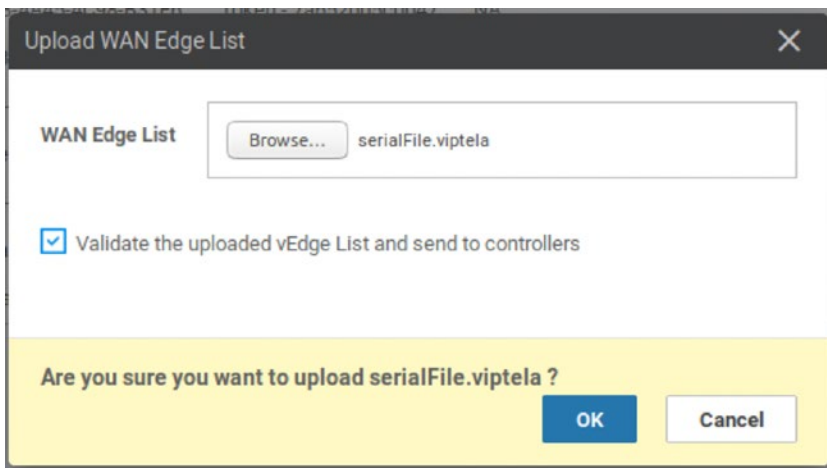 Upload WAN Edge List
WAN Edge List
Browse... serialFile.viptela
Validate the uploaded vEdge List and send to controllers
Are you sure you want to upload serialFile.viptela ?
OK Cancel